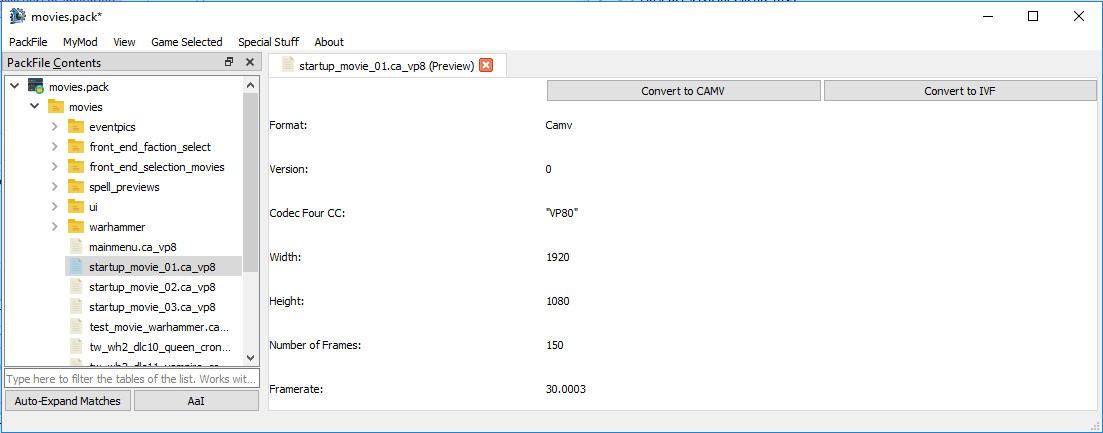 movies.pack*
PackFile MyMod View Game Selected Special Stuff About
PackFile Contents
startup_movie_01.ca_vp8 (Preview)
movies.pack
movies
eventpics
front_end_faction_select
front_end_selection_movies
spell_previews
ui
warhammer
mainmenu.ca_vp8
startup_movie_01.ca_vp8
startup_movie_02.ca_vp8
startup_movie_03.ca_vp8
test_movie_warhammer.ca...
tw_wh2_dlc10_queen_cron...
Type here to filter the tables of the list. Works wit...
Auto-Expand Matches AaI
Convert to CAMV Convert to IVF
Format: Camv
Version: 0
Codec Four CC: "VP80"
Width: 1920
Height: 1080
Number of Frames: 150
Framerate: 30.0003